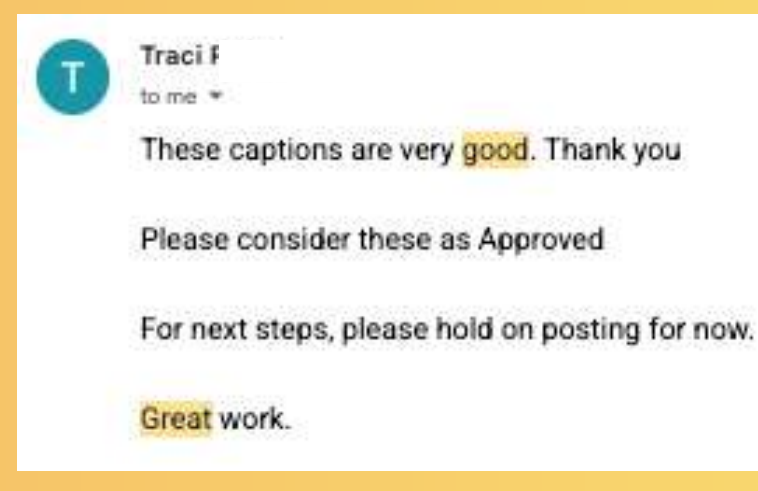 T
Traci
to me
These captions are very good. Thank you
Please consider these as Approved
For next steps, please hold on posting for now.
Great work.